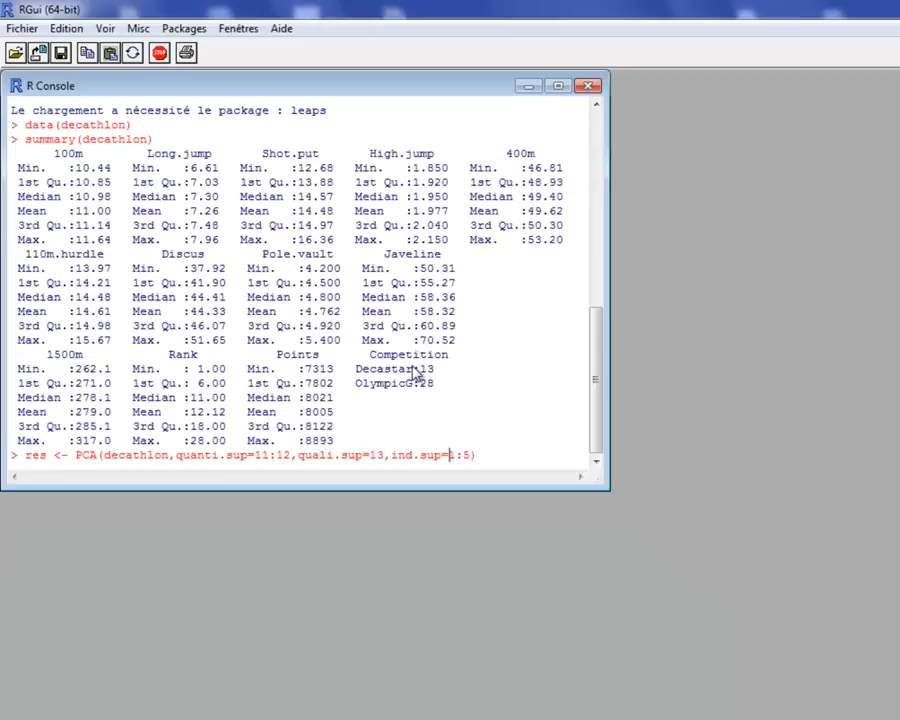 RGui (64-bit)
Fichier Edition Voir Misc Packages Fenêtres Aide
STOP
R Console
Le chargement a nécessité le package : leaps
> data(decathlon)
> summary(decathlon)
100m Long.jump Shot.put High.jump 400m
Min. :10.44 Min. :6.61 Min. :12.68 Min. :1.850 Min. :46.81
1st Qu.:10.85 1st Qu.:7.03 1st Qu.:13.88 1st Qu.:1.920 1st Qu.:48.93
Median :10.98 Median :7.30 Median :14.57 Median :1.950 Median :49.40
Mean :11.00 Mean :7.26 Mean :14.48 Mean :1.977 Mean :49.62
3rd Qu.:11.14 3rd Qu.:7.48 3rd Qu.:14.97 3rd Qu.:2.040 3rd Qu.:50.30
Max. :11.64 Max. :7.96 Max. :16.36 Max. :2.150 Max. :53.20
110m.hurdle Discus Pole.vault Javeline
Min. :13.97 Min. :37.92 Min. :4.200 Min. :50.31
1st Qu.:14.21 1st Qu.:41.90 1st Qu.:4.500 1st Qu.:55.27
Median :14.48 Median :44.41 Median :4.800 Median :58.36
Mean :14.61 Mean :44.33 Mean :4.762 Mean :58.32
3rd Qu.:14.98 3rd Qu.:46.07 3rd Qu.:4.920 3rd Qu.:60.89
Max. :15.67 Max. :51.65 Max. :5.400 Max. :70.52
1500m Rank Points Competition
Min. :262.1 Min. : 1.00 Min. :7313 Decastar:13
1st Qu.:271.0 1st Qu.: 6.00 1st Qu.:7802 OlympicG:28
Median :278.1 Median :11.00 Median :8021
Mean :279.0 Mean :12.12 Mean :8005
3rd Qu.:285.1 3rd Qu.:18.00 3rd Qu.:8122
Max. :317.0 Max. :28.00 Max. :8893
> res <- PCA(decathlon,quanti.sup=11:12,quali.sup=13,ind.sup=1:5)